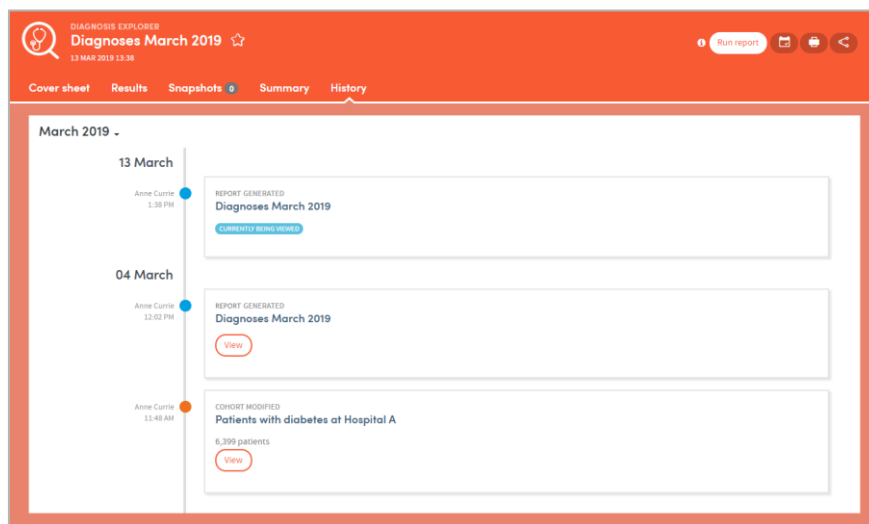 DIAGNOSIS EXPLORER
Diagnoses March 2019
13 MAR 2019 13:38
Run report
Cover sheet Results Snapshots 0 Summary History
March 2019
13 March
Anne Currie
1:38 PM
REPORT GENERATED
Diagnoses March 2019
CURRENTLY BEING VIEWED
04 March
Anne Currie
12:02 PM
REPORT GENERATED
Diagnoses March 2019
View
Anne Currie
11:48 AM
COHORT MODIFIED
Patients with diabetes at Hospital A
6,399 patients
View